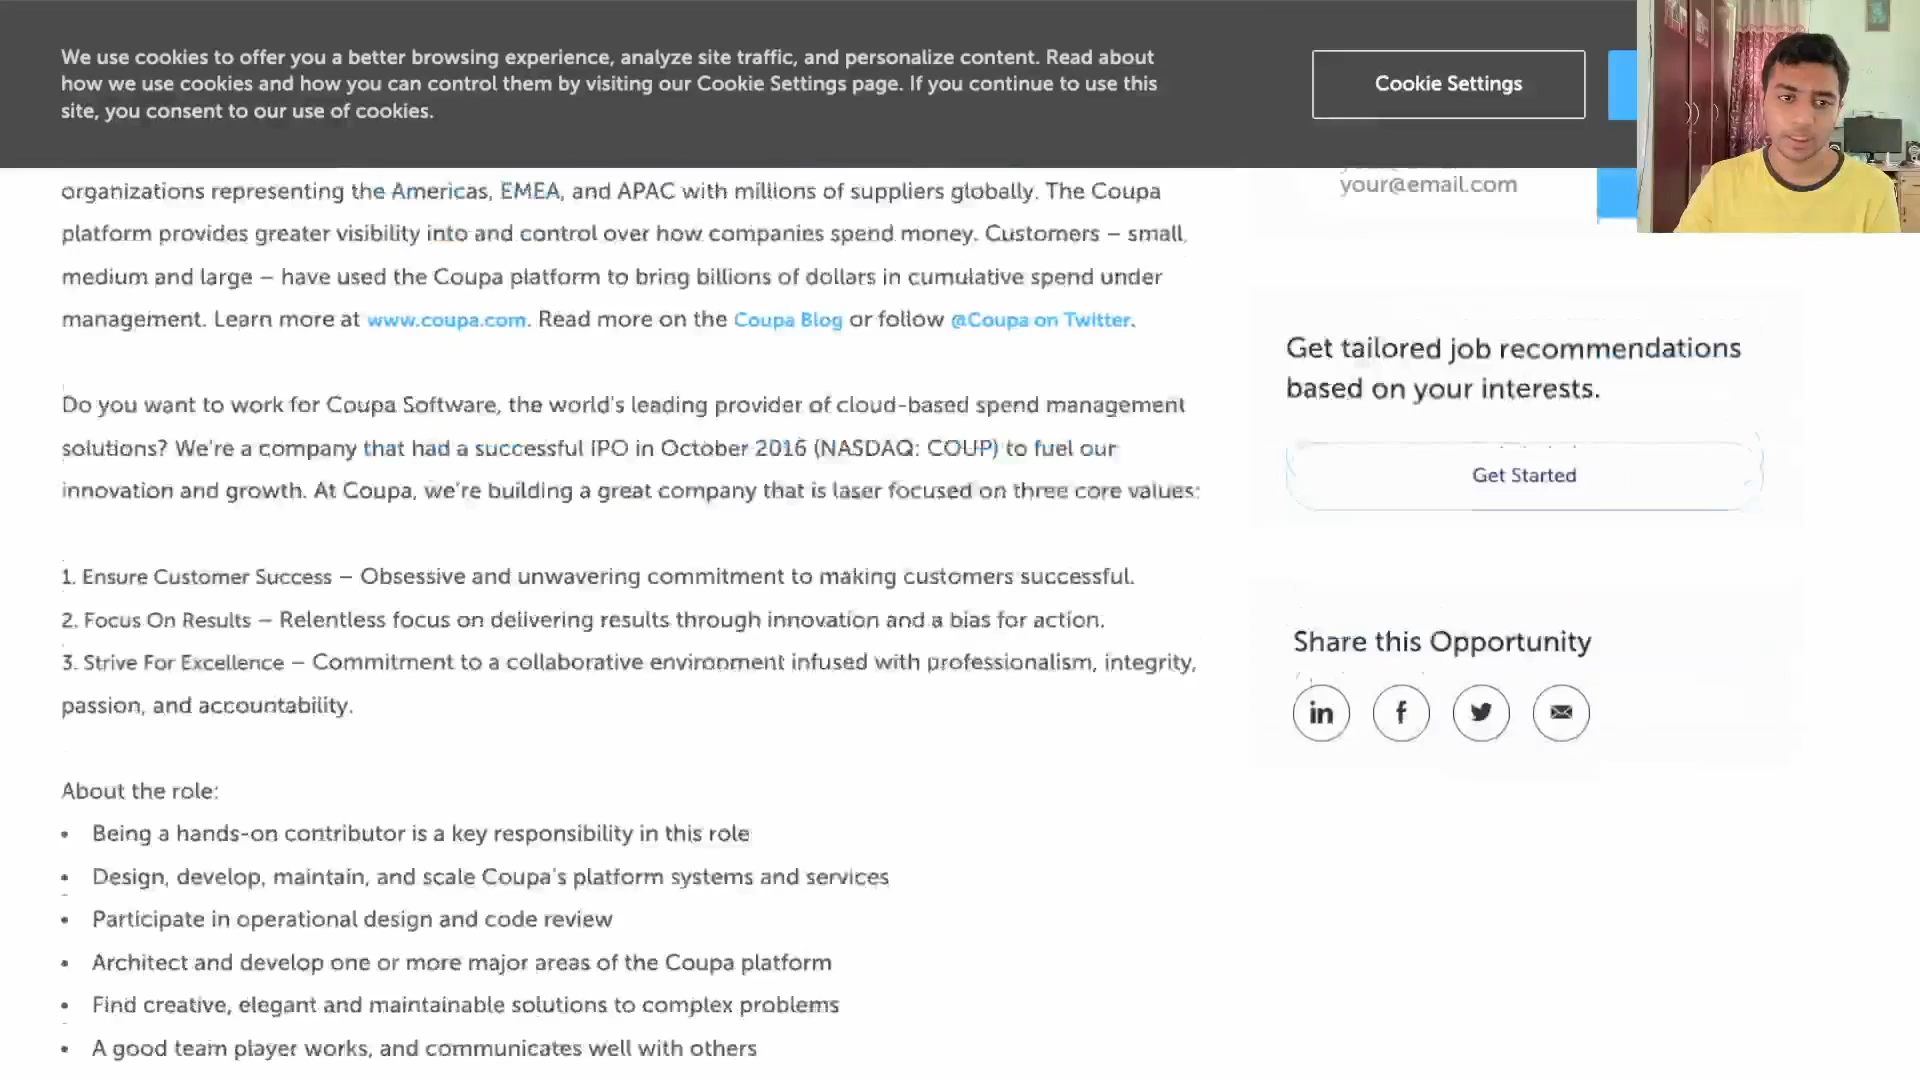 We use cookies to offer you a better browsing experience, analyze site traffic, and personalize content. Read about
how we use cookies and how you can control them by visiting our Cookie Settings page. If you continue to use this
site, you consent to our use of cookies.
Cookie Settings
organizations representing the Americas, EMEA, and APAC with millions of suppliers globally. The Coupa
platform provides greater visibility into and control over how companies spend money. Customers – small,
medium and large – have used the Coupa platform to bring billions of dollars in cumulative spend under
management. Learn more at www.coupa.com. Read more on the Coupa Blog or follow @Coupa on Twitter.
Do you want to work for Coupa Software, the world's leading provider of cloud-based spend management
solutions? We're a company that had a successful IPO in October 2016 (NASDAQ: COUP) to fuel our
innovation and growth. At Coupa, we're building a great company that is laser focused on three core values:
1. Ensure Customer Success – Obsessive and unwavering commitment to making customers successful.
2. Focus On Results – Relentless focus on delivering results through innovation and a bias for action.
3. Strive For Excellence – Commitment to a collaborative environment infused with professionalism, integrity,
passion, and accountability.
About the role:
• Being a hands-on contributor is a key responsibility in this role
• Design, develop, maintain, and scale Coupa's platform systems and services
• Participate in operational design and code review
• Architect and develop one or more major areas of the Coupa platform
• Find creative, elegant and maintainable solutions to complex problems
• A good team player works, and communicates well with others
your@email.com
Get tailored job recommendations
based on your interests.
Get Started
Share this Opportunity
in
f